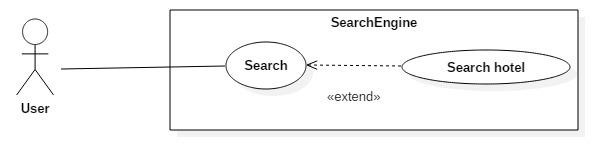 SearchEngine
Search
Search hotel
«extend»
User